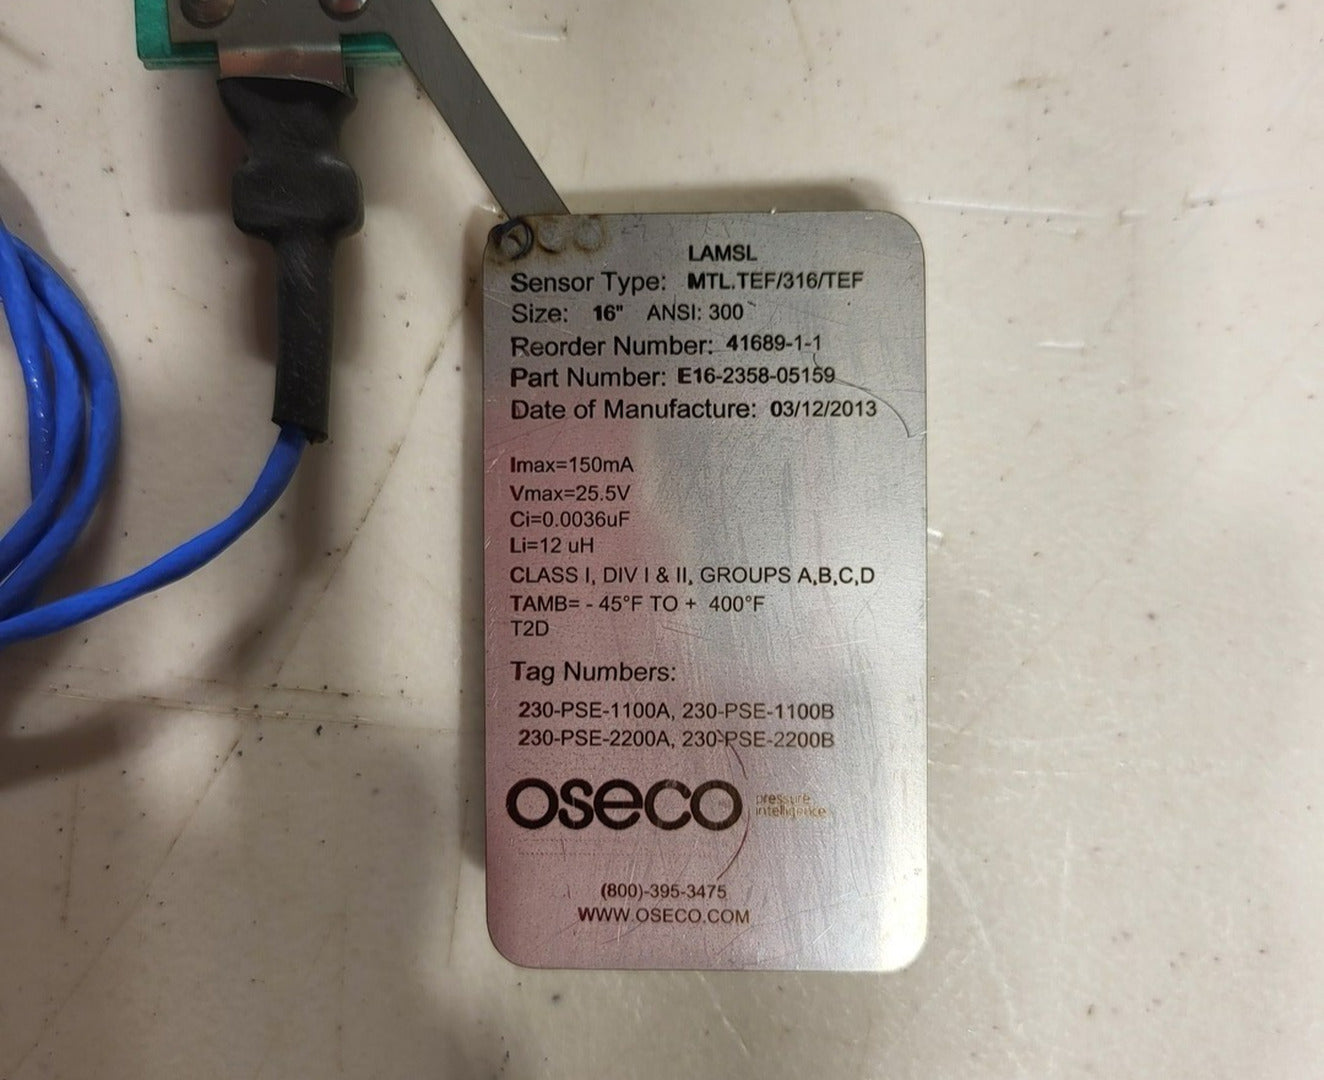 LAMSL
Sensor Type: MTL.TEF/316/TEF
Size: 16" ANSI: 300
Reorder Number: 41689-1-1
Part Number: E16-2358-05159
Date of Manufacture: 03/12/2013
Imax=150mA
Vmax=25.5V
Ci=0.0036uF
Li=12 uH
CLASS I, DIV I & II, GROUPS A,B,C,D
TAMB= - 45°F TO + 400°F
T2D
Tag Numbers:
230-PSE-1100A, 230-PSE-1100B
230-PSE-2200A, 230-PSE-2200B
oseco pressure
intelligence
(800)-395-3475
WWW.OSECO.COM